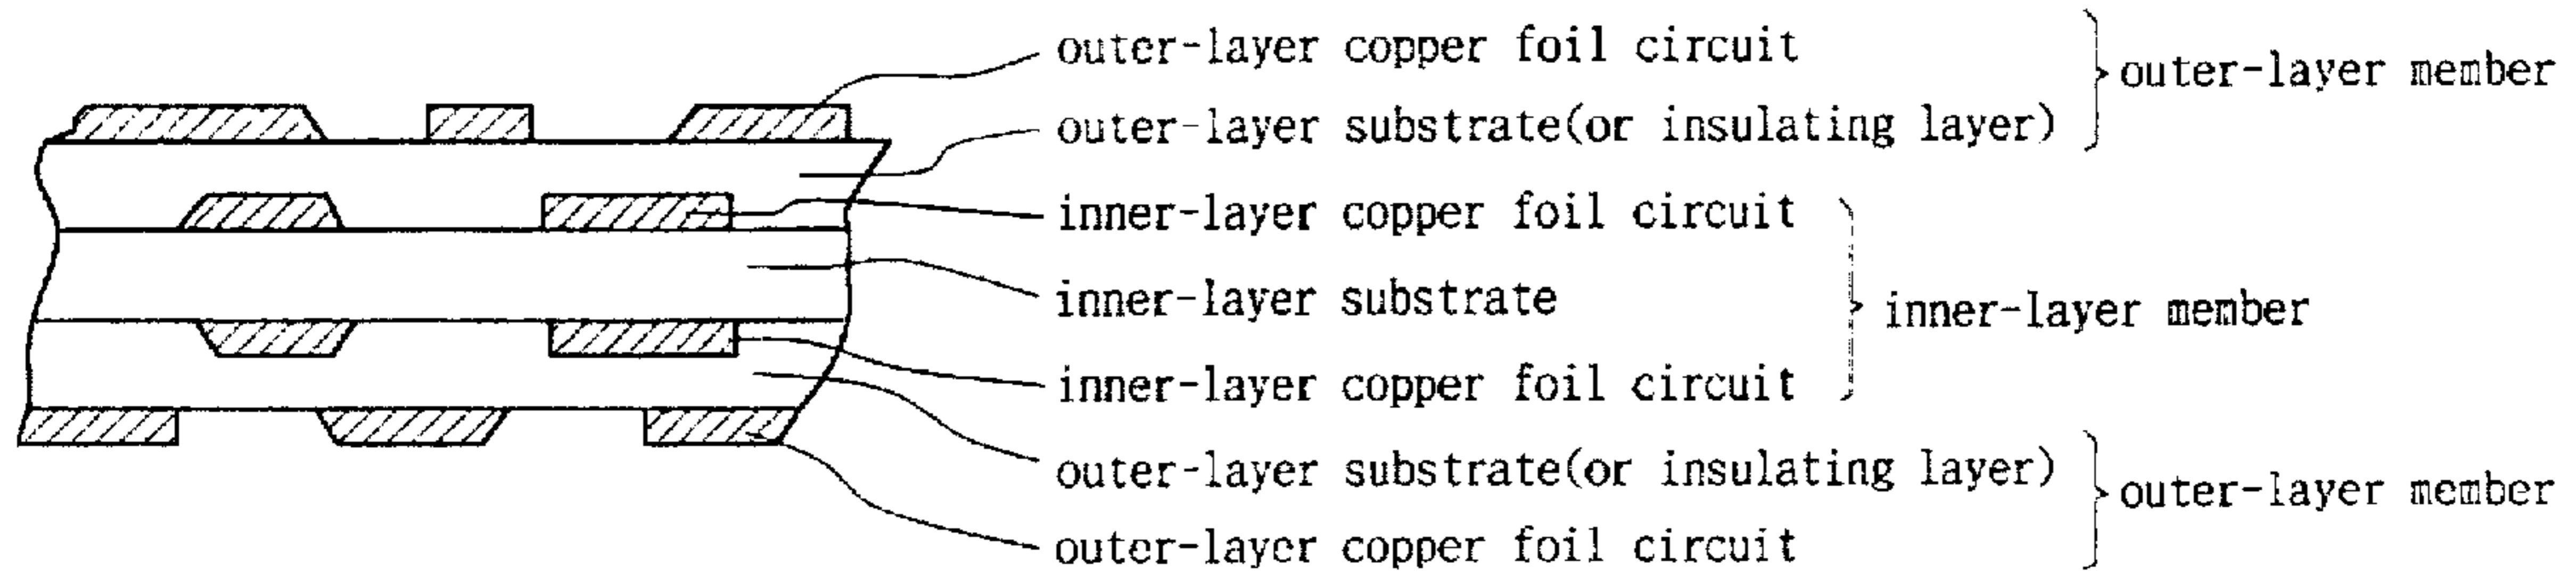 outer-layer copper foil circuit
outer-layer member
outer-layer substrate(or insulating layer)
inner-layer copper foil circuit
inner-layer substrate
inner-layer member
inner-layer copper foil circuit
outer-layer substrate(or insulating layer)
outer-layer member
outer-layer copper foil circuit